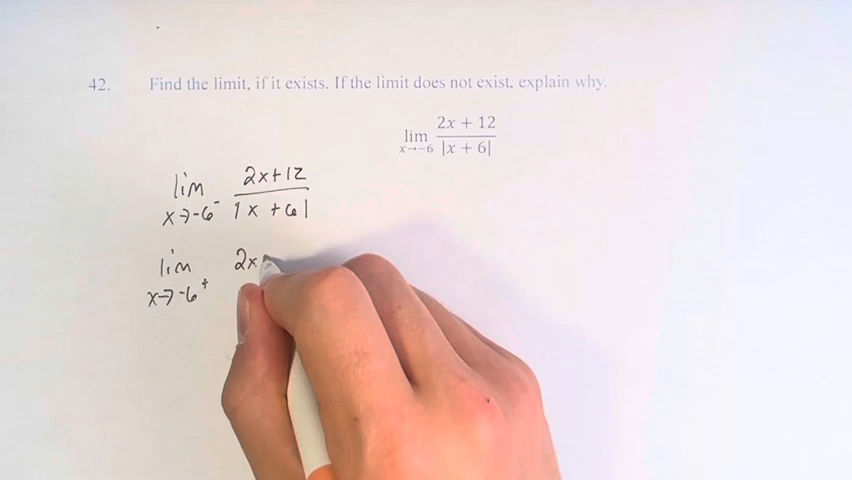 42. Find the limit, if it exists. If the limit does not exist, explain why.
lim x→−6 2x + 12 / |x + 6|
lim x→-6⁻ 2x+12 / |x+6|
lim x→-6⁺ 2x